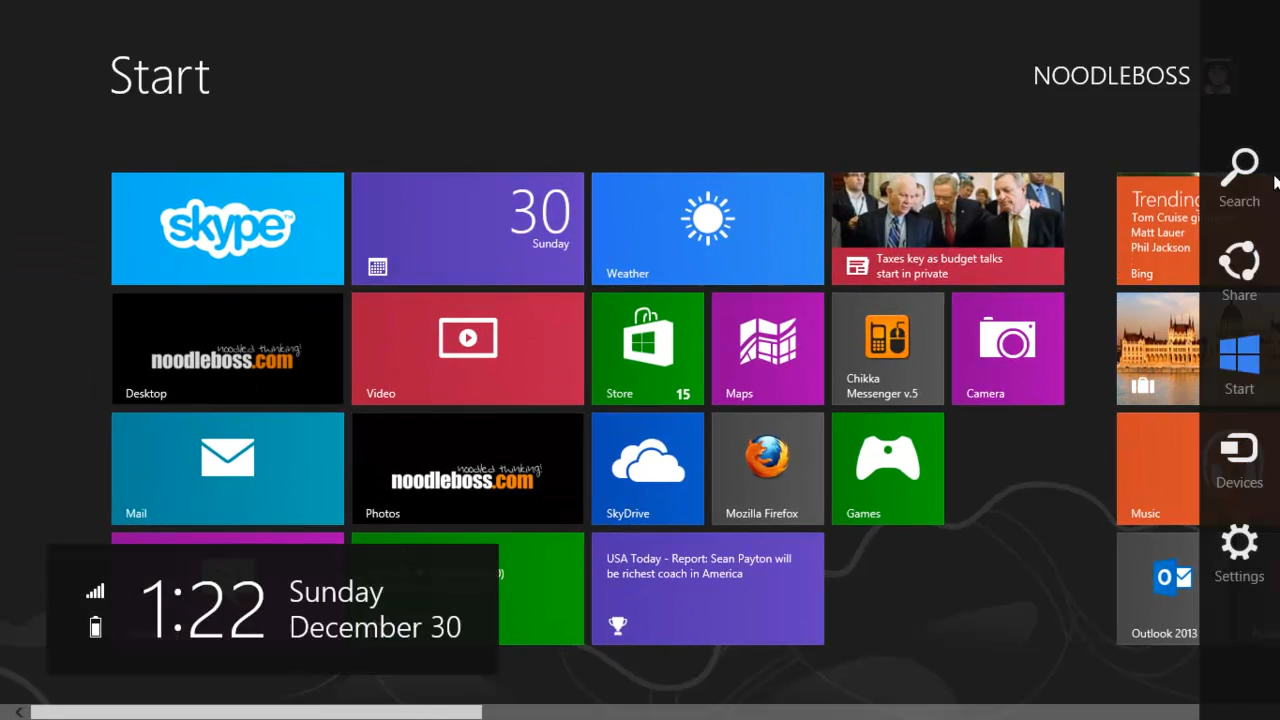 Start
NOODLEBOSS
skype™
30
Sunday
Weather
Taxes key as budget talks
start in private
Trending
Tom Cruise gi
Matt Lauer
Phil Jackson
Bing
Search
Share
noodled thinking!
noodleboss.com
Desktop
Video
Store
15
Maps
Chikka
Messenger v.5
Camera
Start
Mail
noodled thinking!
noodleboss.com
Photos
SkyDrive
Mozilla Firefox
Games
Music
Devices
1:22
Sunday
December 30
)
USA Today - Report: Sean Payton will
be richest coach in America
Outlook 2013
Settings